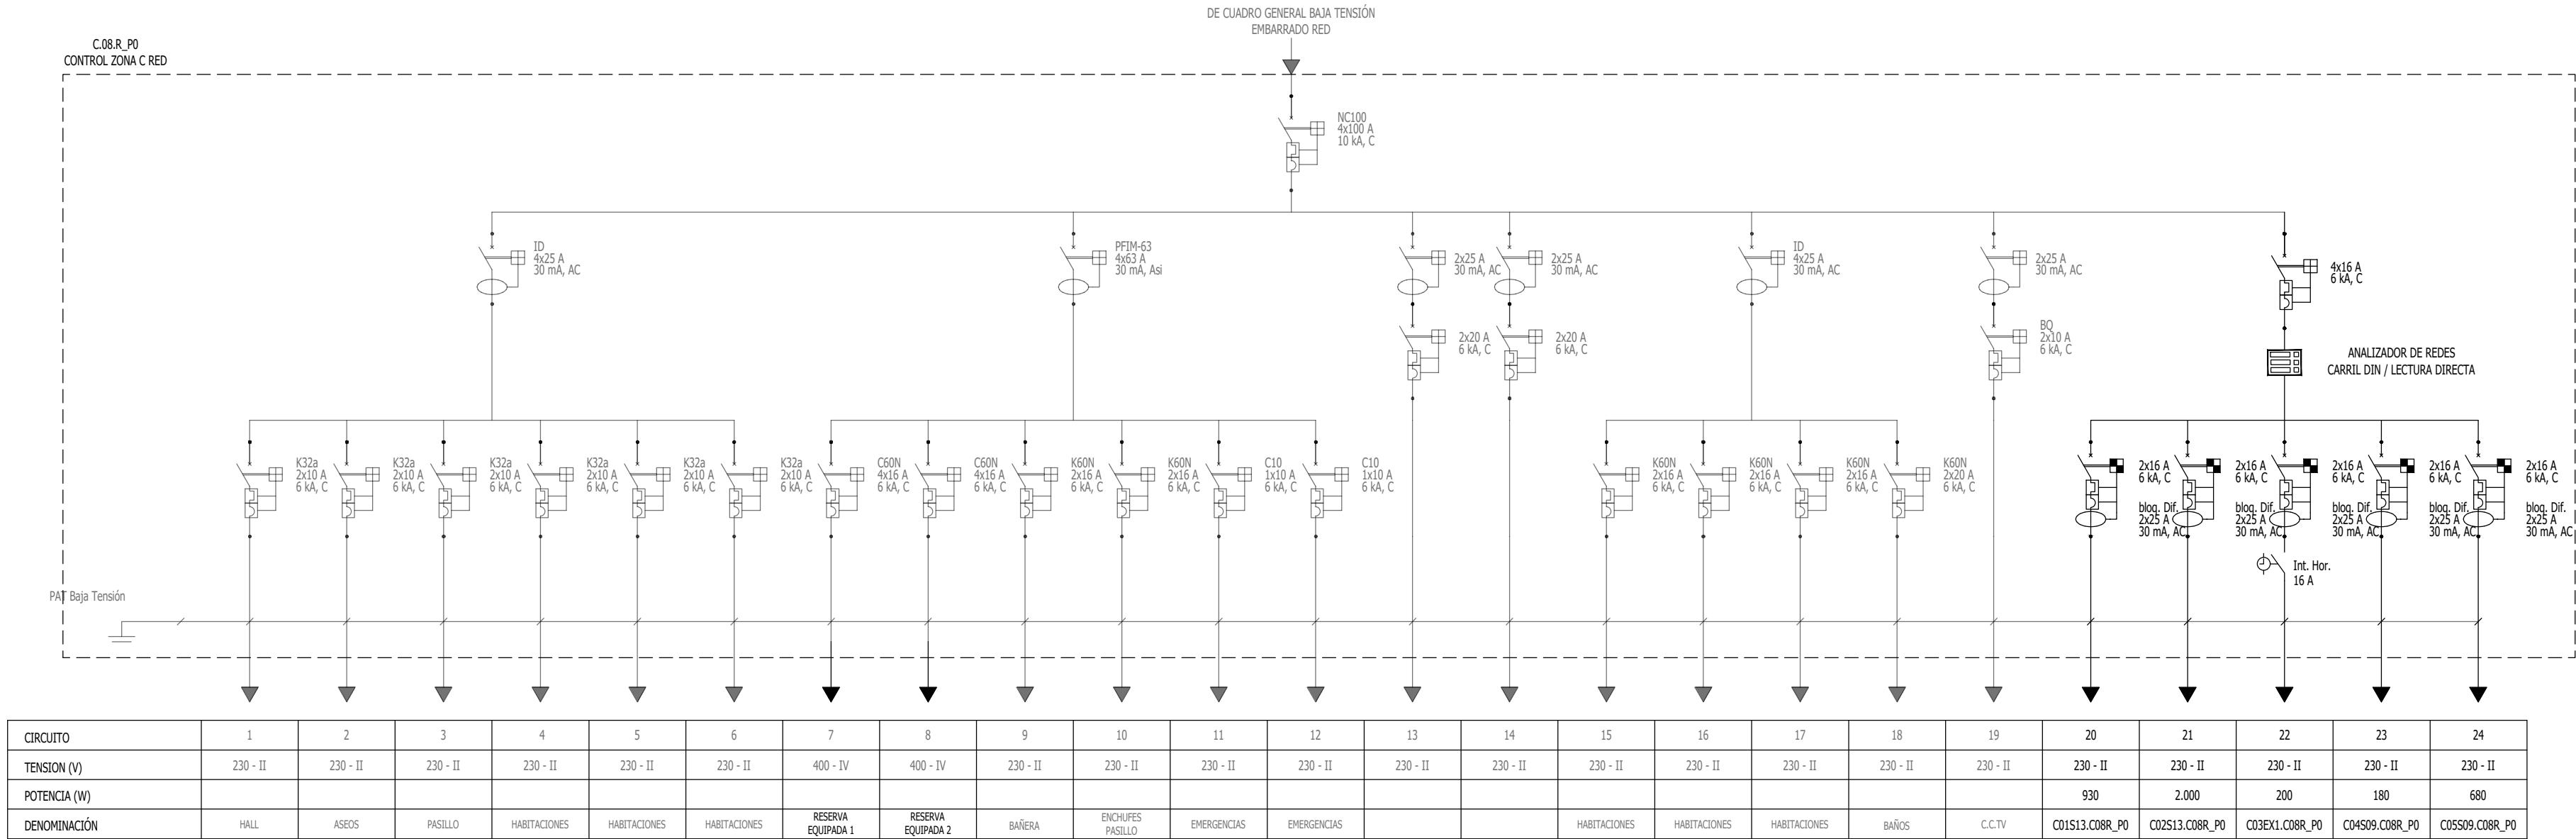 DE CUADRO GENERAL BAJA TENSIÓN
EMBARRADO RED
C.08.R_P0
CONTROL ZONA C RED
NC100
4x100 A
10 kA, C
ID
4x25 A
30 mA, AC
PFIM-63
4x63 A
30 mA, Asi
2x25 A
30 mA, AC
2x25 A
30 mA, AC
ID
4x25 A
30 mA, AC
2x25 A
30 mA, AC
4x16 A
6 kA, C
2x20 A
6 kA, C
2x20 A
6 kA, C
BQ
2x10 A
6 kA, C
ANALIZADOR DE REDES
CARRIL DIN / LECTURA DIRECTA
K32a
2x10 A
6 kA, C
K32a
2x10 A
6 kA, C
K32a
2x10 A
6 kA, C
K32a
2x10 A
6 kA, C
K32a
2x10 A
6 kA, C
K32a
2x10 A
6 kA, C
C60N
4x16 A
6 kA, C
C60N
4x16 A
6 kA, C
K60N
2x16 A
6 kA, C
K60N
2x16 A
6 kA, C
C10
1x10 A
6 kA, C
C10
1x10 A
6 kA, C
K60N
2x16 A
6 kA, C
K60N
2x16 A
6 kA, C
K60N
2x16 A
6 kA, C
K60N
2x20 A
6 kA, C
2x16 A
6 kA, C
bloq. Dif.
2x25 A
30 mA, AC
2x16 A
6 kA, C
bloq. Dif.
2x25 A
30 mA, AC
2x16 A
6 kA, C
bloq. Dif.
2x25 A
30 mA, AC
2x16 A
6 kA, C
bloq. Dif.
2x25 A
30 mA, AC
2x16 A
6 kA, C
bloq. Dif.
2x25 A
30 mA, AC
Int. Hor.
16 A
PAT Baja Tensión
CIRCUITO 1 2 3 4 5 6 7 8 9 10 11 12 13 14 15 16 17 18 19 20 21 22 23 24
TENSION (V) 230 - II 230 - II 230 - II 230 - II 230 - II 230 - II 400 - IV 400 - IV 230 - II 230 - II 230 - II 230 - II 230 - II 230 - II 230 - II 230 - II 230 - II 230 - II 230 - II 230 - II 230 - II 230 - II 230 - II 230 - II
POTENCIA (W) 930 2.000 200 180 680
DENOMINACIÓN HALL ASEOS PASILLO HABITACIONES HABITACIONES HABITACIONES RESERVA EQUIPADA 1 RESERVA EQUIPADA 2 BAÑERA ENCHUFES PASILLO EMERGENCIAS EMERGENCIAS HABITACIONES HABITACIONES HABITACIONES BAÑOS C.C.TV C01S13.C08R_P0 C02S13.C08R_P0 C03EX1.C08R_P0 C04S09.C08R_P0 C05S09.C08R_P0